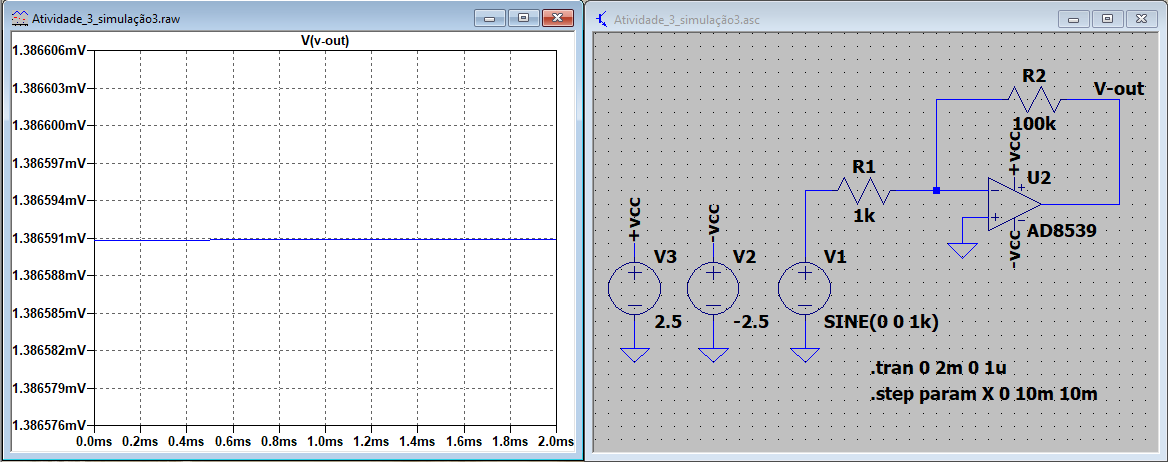 Atividade_3_simulação3.raw
V(v-out)
1.386606mV
1.386603mV
1.386600mV
1.386597mV
1.386594mV
1.386591mV
1.386588mV
1.386585mV
1.386582mV
1.386579mV
1.386576mV
0.0ms 0.2ms 0.4ms 0.6ms 0.8ms 1.0ms 1.2ms 1.4ms 1.6ms 1.8ms 2.0ms
Atividade_3_simulação3.asc
R2
V-out
100k
+vcc
R1
U2
1k
AD8539
-vcc
+vcc
-vcc
V3
V2
V1
2.5
-2.5
SINE(0 0 1k)
.tran 0 2m 0 1u
.step param X 0 10m 10m